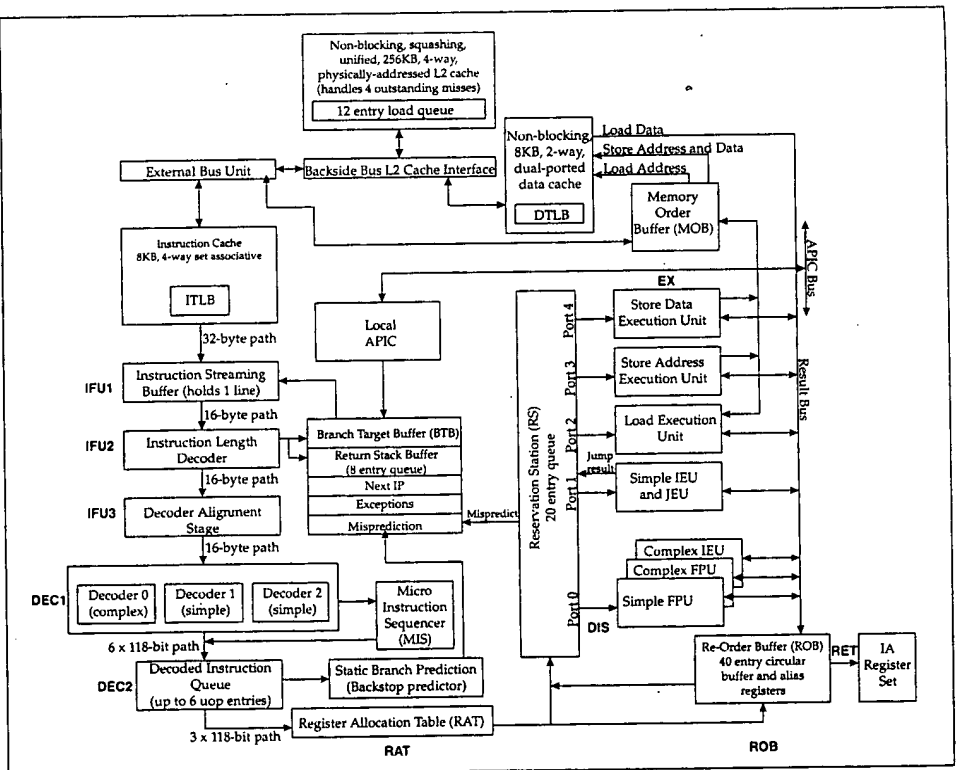 Non-blocking, squashing,
unified, 256KB, 4-way,
physically-addressed L2 cache
(handles 4 outstanding misses)
12 entry load queue
External Bus Unit
Backside Bus L2 Cache Interface
Non-blocking,
8KB, 2-way,
dual-ported
data cache
DTLB
Load Data
Store Address and Data
Load Address
Memory
Order
Buffer (MOB)
APIC Bus
Instruction Cache
8KB, 4-way set associative
ITLB
32-byte path
Local
APIC
EX
Port 4
Store Data
Execution Unit
Port 3
Store Address
Execution Unit
Result Bus
Port 2
Load Execution
Unit
Jump
result
Port 1
Simple IEU
and JEU
Reservation Station (RS)
20 entry queue
IFU1
Instruction Streaming
Buffer (holds 1 line)
16-byte path
IFU2
Instruction Length
Decoder
16-byte path
IFU3
Decoder Alignment
Stage
16-byte path
Branch Target Buffer (BTB)
Return Stack Buffer
(8 entry queue)
Next IP
Exceptions
Misprediction
Mispredict
Complex IEU
Complex FPU
Simple FPU
Port 0
DIS
DEC1
Decoder 0
(complex)
Decoder 1
(simple)
Decoder 2
(simple)
Micro
Instruction
Sequencer
(MIS)
6 x 118-bit path
DEC2
Decoded Instruction
Queue
(up to 6 uop entries)
Static Branch Prediction
(Backstop predictor)
3 x 118-bit path
Register Allocation Table (RAT)
RAT
Re-Order Buffer (ROB)
40 entry circular
buffer and alias
registers
RET
IA
Register
Set
ROB